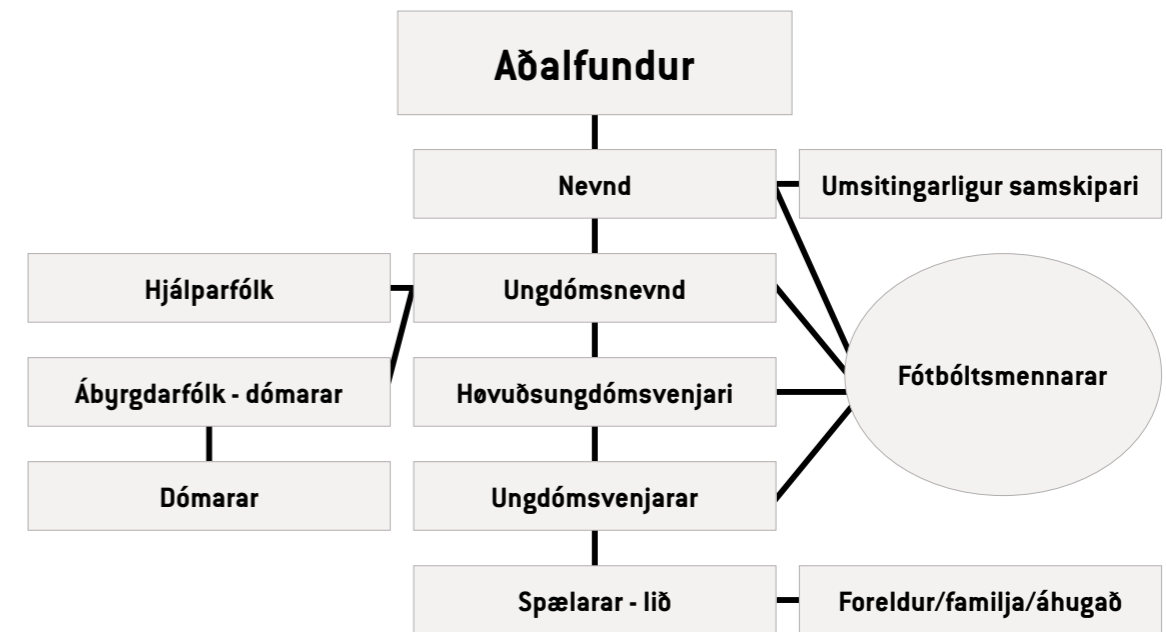 Aðalfundur
Nevnd
Umsitingarligur samskipari
Hjálparfólk
Ungdómsnevnd
Fótbóltsmennarar
Ábyrgdarfólk - dómarar
Høvuðsungdómsvenjari
Dómarar
Ungdómsvenjarar
Spælarar - lið
Foreldur/familja/áhugað